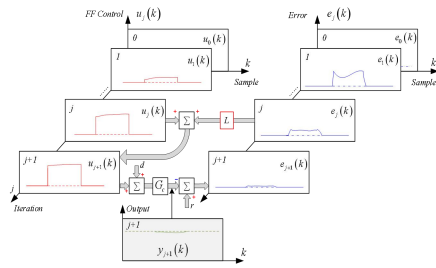 FF Control u_j(k)
Error e_j(k)
0 u_0(k)
0 e_0(k)
1 u_1(k)
k
Sample
1 e_1(k)
k
Sample
j u_j(k)
+ Σ +
L
j e_j(k)
j+1 u_{j+1}(k)
d
+ Σ +
G_c
- Σ
+ r
j+1 e_{j+1}(k)
j
Iteration
Output
j+1
y_{j+1}(k)
k